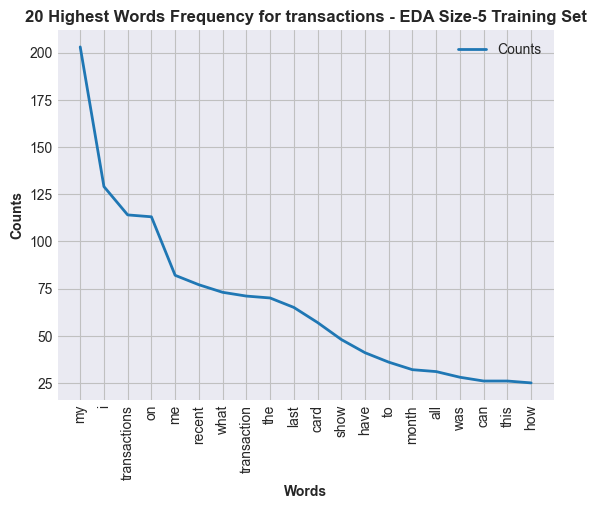 20 Highest Words Frequency for transactions - EDA Size-5 Training Set
Counts
200
175
150
125
100
75
50
25
Counts
my
i
transactions
on
me
recent
what
transaction
the
last
card
show
have
to
month
all
was
can
this
how
Words